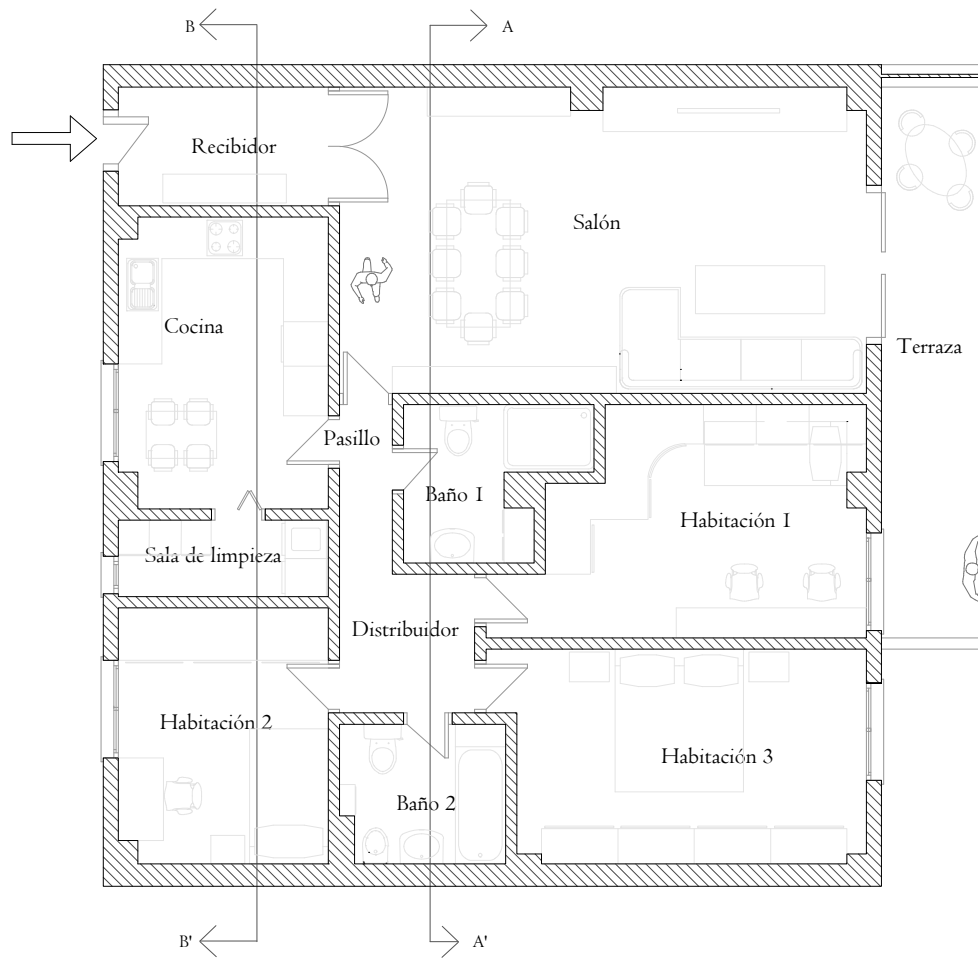 B
A
Recibidor
Salón
Cocina
Terraza
Pasillo
Baño 1
Habitación 1
Sala de limpieza
Distribuidor
Habitación 2
Habitación 3
Baño 2
B'
A'